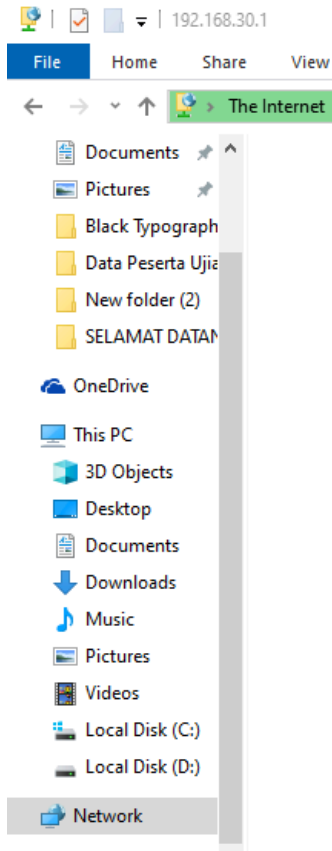 192.168.30.1
File Home Share View
The Internet
Documents
Pictures
Black Typograph
Data Peserta Ujia
New folder (2)
SELAMAT DATAN
OneDrive
This PC
3D Objects
Desktop
Documents
Downloads
Music
Pictures
Videos
Local Disk (C:)
Local Disk (D:)
Network